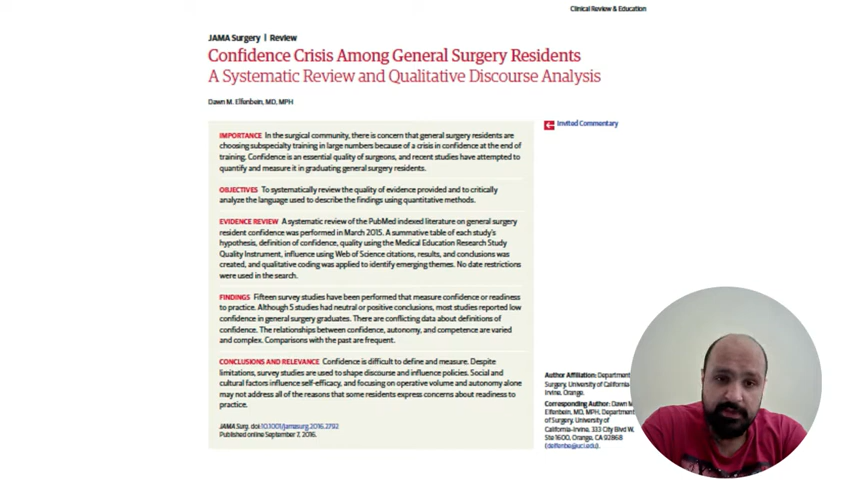 Clinical Review & Education
JAMA Surgery | Review
Confidence Crisis Among General Surgery Residents
A Systematic Review and Qualitative Discourse Analysis
Dawn M. Elfenbein, MD, MPH
IMPORTANCE In the surgical community, there is concern that general surgery residents are
choosing subspecialty training in large numbers because of a crisis in confidence at the end of
training. Confidence is an essential quality of surgeons, and recent studies have attempted to
quantify and measure it in graduating general surgery residents.
OBJECTIVES To systematically review the quality of evidence provided and to critically
analyze the language used to describe the findings using quantitative methods.
EVIDENCE REVIEW A systematic review of the PubMed indexed literature on general surgery
resident confidence was performed in March 2015. A summative table of each study's
hypothesis, definition of confidence, quality using the Medical Education Research Study
Quality Instrument, influence using Web of Science citations, results, and conclusions was
created, and qualitative coding was applied to identify emerging themes. No date restrictions
were used in the search.
FINDINGS Fifteen survey studies have been performed that measure confidence or readiness
to practice. Although 5 studies had neutral or positive conclusions, most studies reported low
confidence in general surgery graduates. There are conflicting data about definitions of
confidence. The relationships between confidence, autonomy, and competence are varied
and complex. Comparisons with the past are frequent.
CONCLUSIONS AND RELEVANCE Confidence is difficult to define and measure. Despite
limitations, survey studies are used to shape discourse and influence policies. Social and
cultural factors influence self-efficacy, and focusing on operative volume and autonomy alone
may not address all of the reasons that some residents express concerns about readiness to
practice.
JAMA Surg. doi:10.1001/jamasurg.2016.2792
Published online September 7, 2016.
Invited Commentary
Author Affiliation: Department
Surgery, University of California
Irvine, Orange.
Corresponding Author: Dawn M
Elfenbein, MD, MPH, Department
of Surgery, University of
California-Irvine, 333 City Blvd W,
Ste 1600, Orange, CA 92868
(delfenbe@uci.edu).